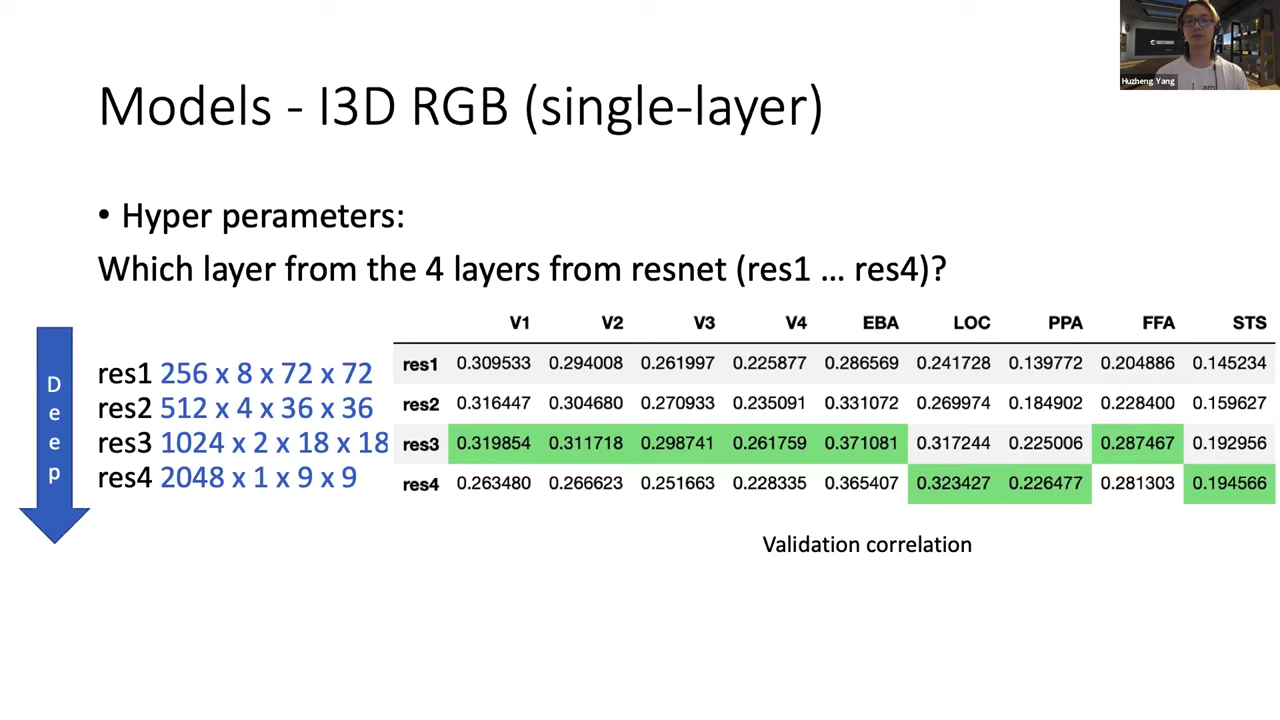 Huzheng Yang
I am
Models - I3D RGB (single-layer)
• Hyper perameters:
Which layer from the 4 layers from resnet (res1 … res4)?
Deep
res1 256 x 8 x 72 x 72
res2 512 x 4 x 36 x 36
res3 1024 x 2 x 18 x 18
res4 2048 x 1 x 9 x 9
V1 V2 V3 V4 EBA LOC PPA FFA STS
res1 0.309533 0.294008 0.261997 0.225877 0.286569 0.241728 0.139772 0.204886 0.145234
res2 0.316447 0.304680 0.270933 0.235091 0.331072 0.269974 0.184902 0.228400 0.159627
res3 0.319854 0.311718 0.298741 0.261759 0.371081 0.317244 0.225006 0.287467 0.192956
res4 0.263480 0.266623 0.251663 0.228335 0.365407 0.323427 0.226477 0.281303 0.194566
Validation correlation